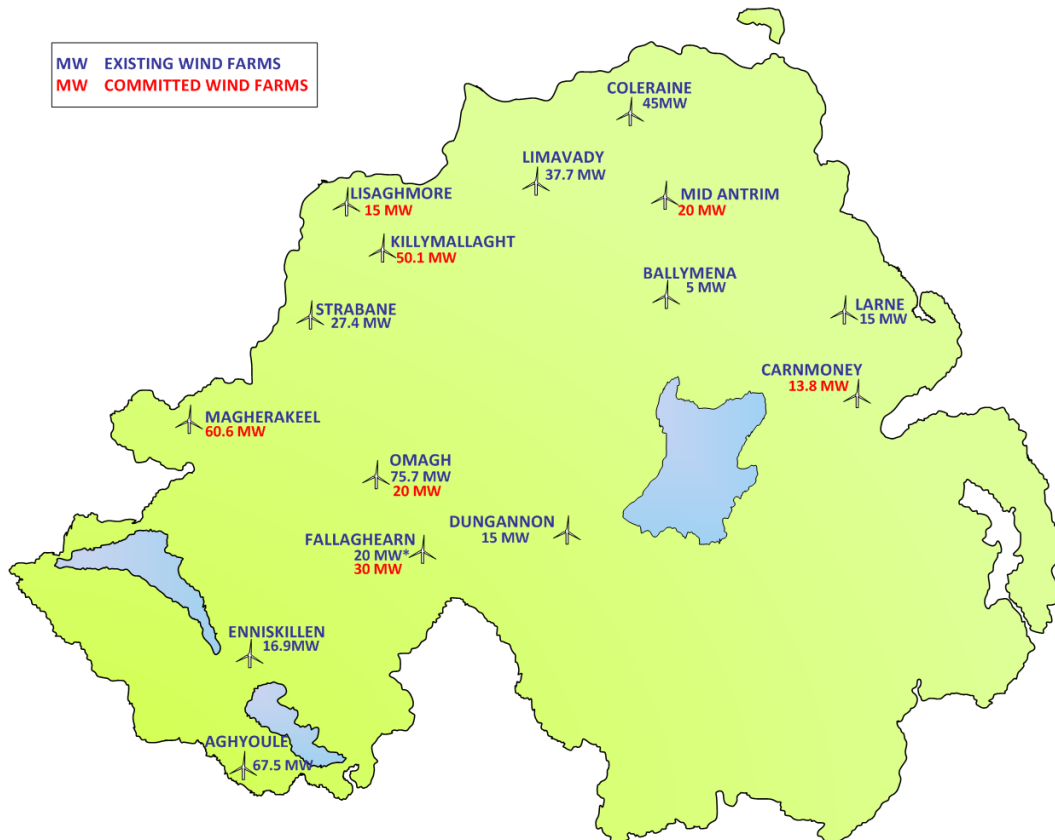 MW EXISTING WIND FARMS
MW COMMITTED WIND FARMS
COLERAINE
45MW
LIMAVADY
37.7 MW
LISAGHMORE
15 MW
MID ANTRIM
20 MW
KILLYMALLAGHT
50.1 MW
BALLYMENA
5 MW
STRABANE
27.4 MW
LARNE
15 MW
CARNMONEY
13.8 MW
MAGHERAKEEL
60.6 MW
OMAGH
75.7 MW
20 MW
DUNGANNON
15 MW
FALLAGHEARN
20 MW*
30 MW
ENNISKILLEN
16.9MW
AGHYOULE
67.5 MW